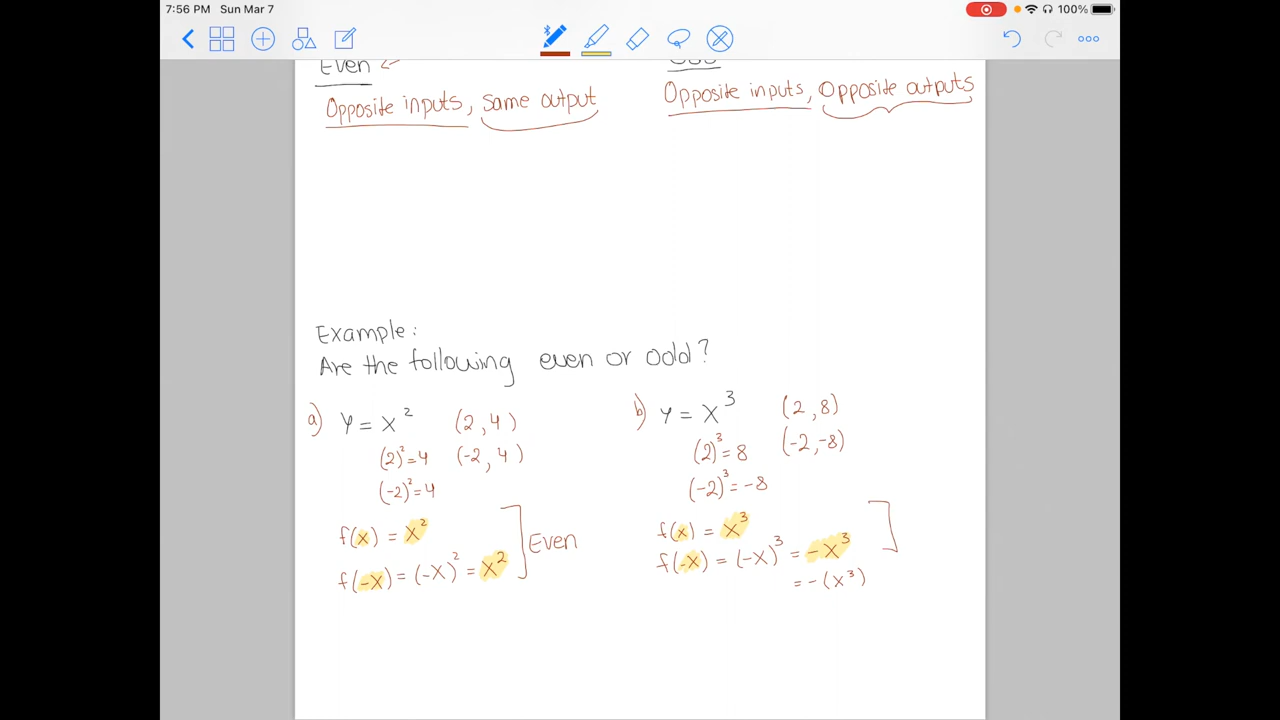 7:56 PM Sun Mar 7
100%
Even
Opposite inputs, same output
Odd
Opposite inputs, Opposite outputs
Example:
Are the following even or odd?
a) y = x² (2, 4)
(2)² = 4 (-2, 4)
(-2)² = 4
f(x) = x²
f(-x) = (-x)² = x²
Even
b) y = x³ (2, 8)
(2)³ = 8 (-2, -8)
(-2)³ = -8
f(x) = x³
f(-x) = (-x)³ = -x³
= -(x³)